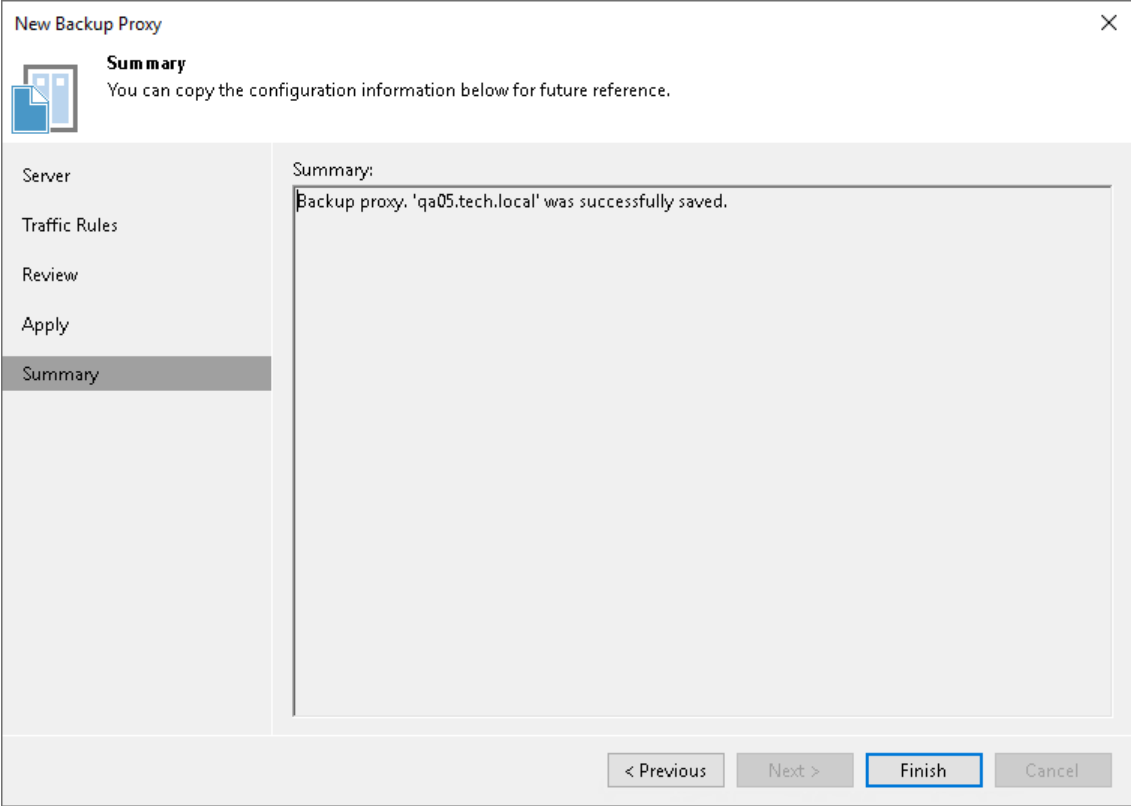 New Backup Proxy
Summary
You can copy the configuration information below for future reference.
Server
Traffic Rules
Review
Apply
Summary
Summary:
Backup proxy. 'qa05.tech.local' was successfully saved.
< Previous
Next >
Finish
Cancel